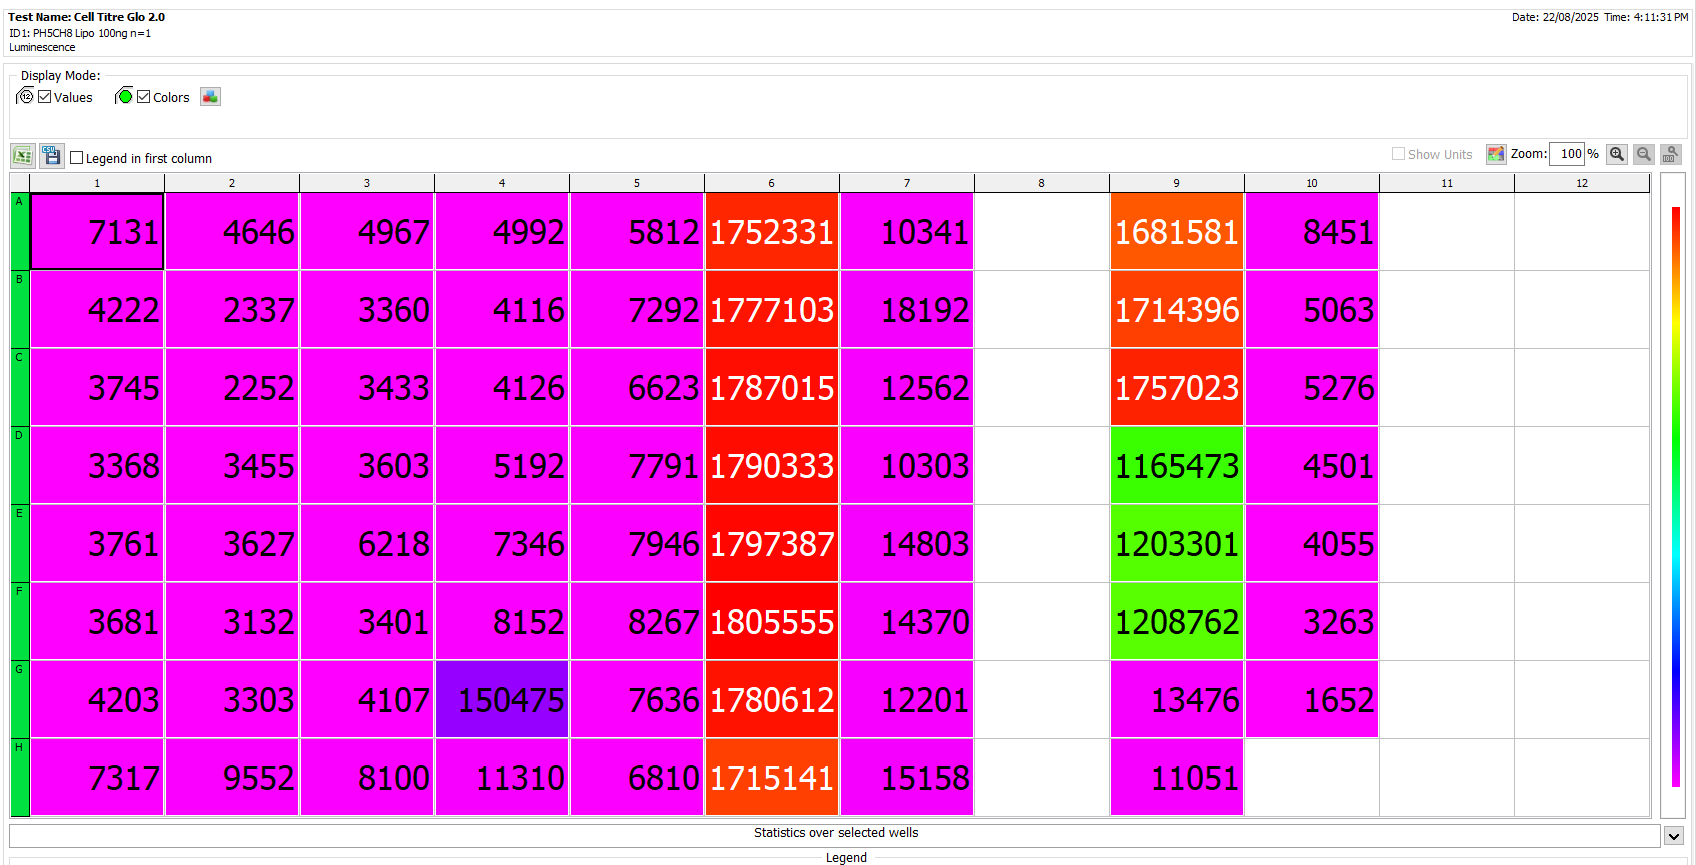 Test Name: Cell Titre Glo 2.0
Date: 22/08/2025 Time: 4:11:31 PM
ID1: PH5CH8 Lipo 100ng n=1
Luminescence
Display Mode:
12 Values Colors
CSV Legend in first column Show Units Zoom: 100 % 100
1 2 3 4 5 6 7 8 9 10 11 12
A 7131 4646 4967 4992 5812 1752331 10341 1681581 8451
B 4222 2337 3360 4116 7292 1777103 18192 1714396 5063
C 3745 2252 3433 4126 6623 1787015 12562 1757023 5276
D 3368 3455 3603 5192 7791 1790333 10303 1165473 4501
E 3761 3627 6218 7346 7946 1797387 14803 1203301 4055
F 3681 3132 3401 8152 8267 1805555 14370 1208762 3263
G 4203 3303 4107 150475 7636 1780612 12201 13476 1652
H 7317 9552 8100 11310 6810 1715141 15158 11051
Statistics over selected wells
Legend